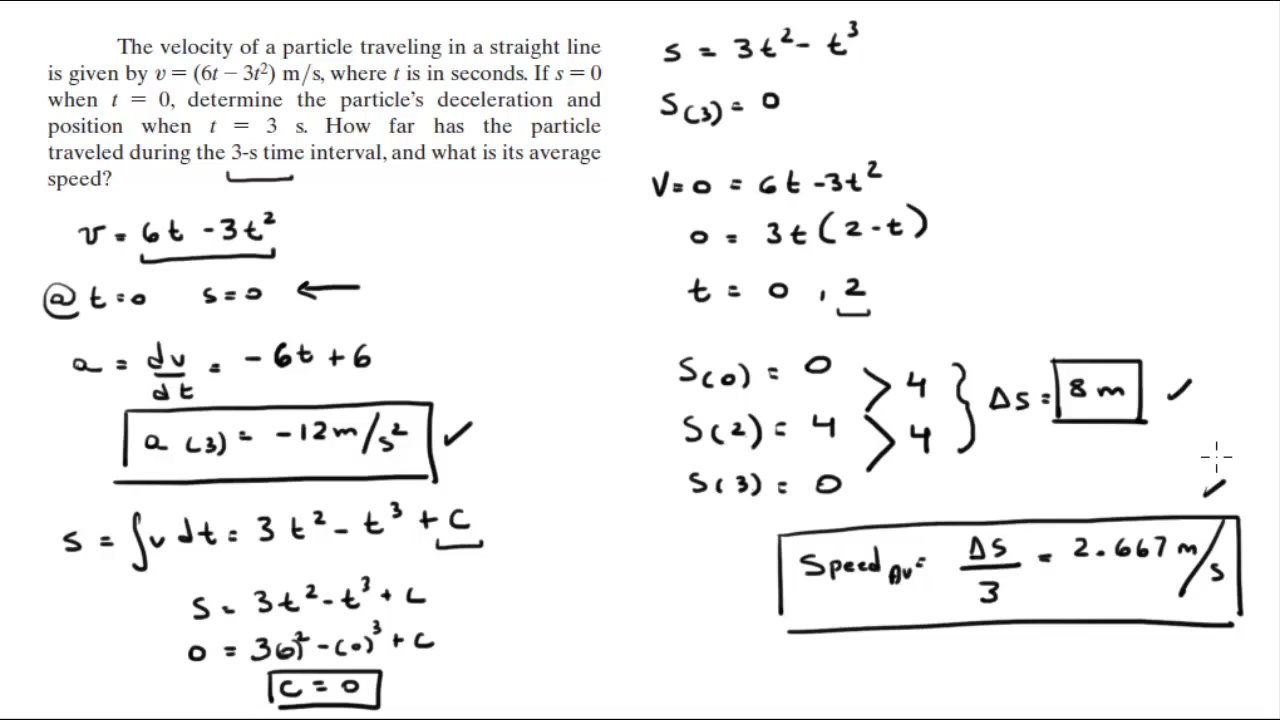 The velocity of a particle traveling in a straight line
is given by v = (6t – 3t²) m/s, where t is in seconds. If s = 0
when t = 0, determine the particle's deceleration and
position when t = 3 s. How far has the particle
traveled during the 3-s time interval, and what is its average
speed?
v = 6t - 3t²
@ t=0 s=0 ←
a = dv/dt = -6t + 6
a (3) = -12 m/s² ✓
s = ∫v dt = 3t² - t³ + C
s = 3t² - t³ + C
0 = 3(0)² - (0)³ + C
C = 0
s = 3t² - t³
S(3) = 0
V = 0 = 6t - 3t²
0 = 3t(2-t)
t = 0, 2
S(0) = 0
> 4
S(2) = 4 } Δs = 8 m ✓
> 4
S(3) = 0
✓
Speed Av = Δs/3 = 2.667 m/s